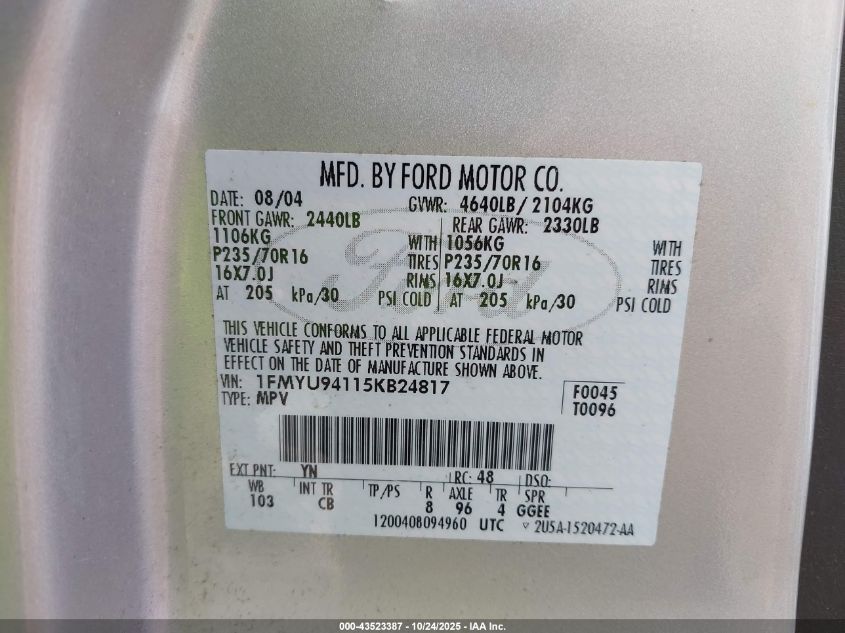 MFD. BY FORD MOTOR CO.
DATE: 08/04 GVWR: 4640LB/ 2104KG
FRONT GAWR: 2440LB REAR GAWR: 2330LB
1106KG WITH 1056KG WITH
P235/70R16 TIRES P235/70R16 TIRES
16X7.0J RIMS 16X7.0J RIMS
AT 205 kPa/30 PSI COLD AT 205 kPa/30 PSI COLD
THIS VEHICLE CONFORMS TO ALL APPLICABLE FEDERAL MOTOR
VEHICLE SAFETY AND THEFT PREVENTION STANDARDS IN
EFFECT ON THE DATE OF MANUFACTURE SHOWN ABOVE.
VIN: 1FMYU94115KB24817 F0045
TYPE: MPV T0096
EXT PNT: YN RC: 48 DSO:
WB INT TR TP/PS R AXLE TR SPR
103 CB 8 96 4 GGEE
1200408094960 UTC ▽ 2U5A-1520472-AA
Ford
000-43523387 - 10/24/2025 - IAA Inc.